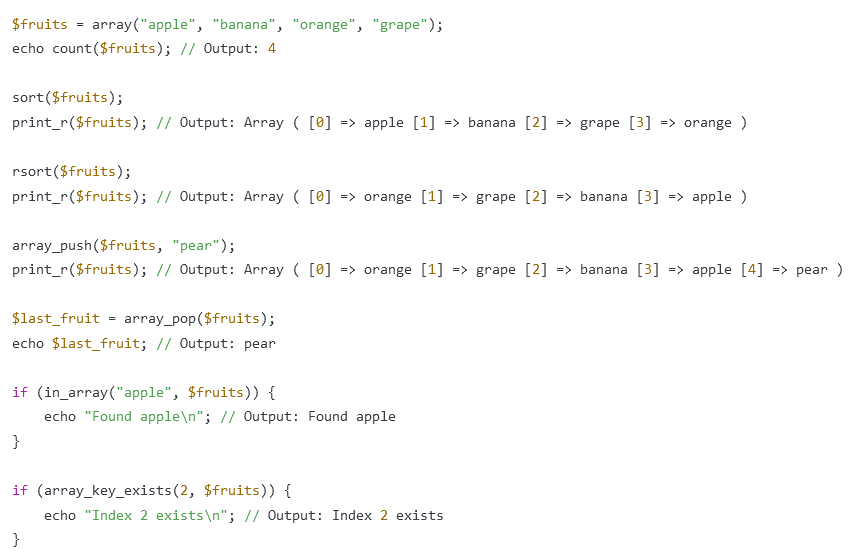 $fruits = array("apple", "banana", "orange", "grape");
echo count($fruits); // Output: 4
sort($fruits);
print_r($fruits); // Output: Array ( [0] => apple [1] => banana [2] => grape [3] => orange )
rsort($fruits);
print_r($fruits); // Output: Array ( [0] => orange [1] => grape [2] => banana [3] => apple )
array_push($fruits, "pear");
print_r($fruits); // Output: Array ( [0] => orange [1] => grape [2] => banana [3] => apple [4] => pear )
$last_fruit = array_pop($fruits);
echo $last_fruit; // Output: pear
if (in_array("apple", $fruits)) {
    echo "Found apple\n"; // Output: Found apple
}
if (array_key_exists(2, $fruits)) {
    echo "Index 2 exists\n"; // Output: Index 2 exists
}